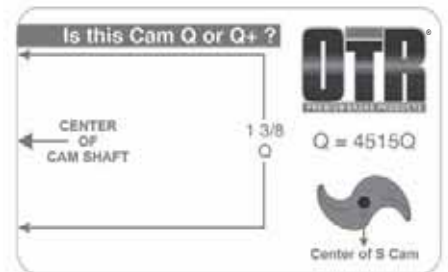 Is this Cam Q or Q+ ?
OTR®
PREMIUM BRAKE PRODUCTS
CENTER
OF
CAM SHAFT
1 3/8
Q
Q = 4515Q
Center of S Cam